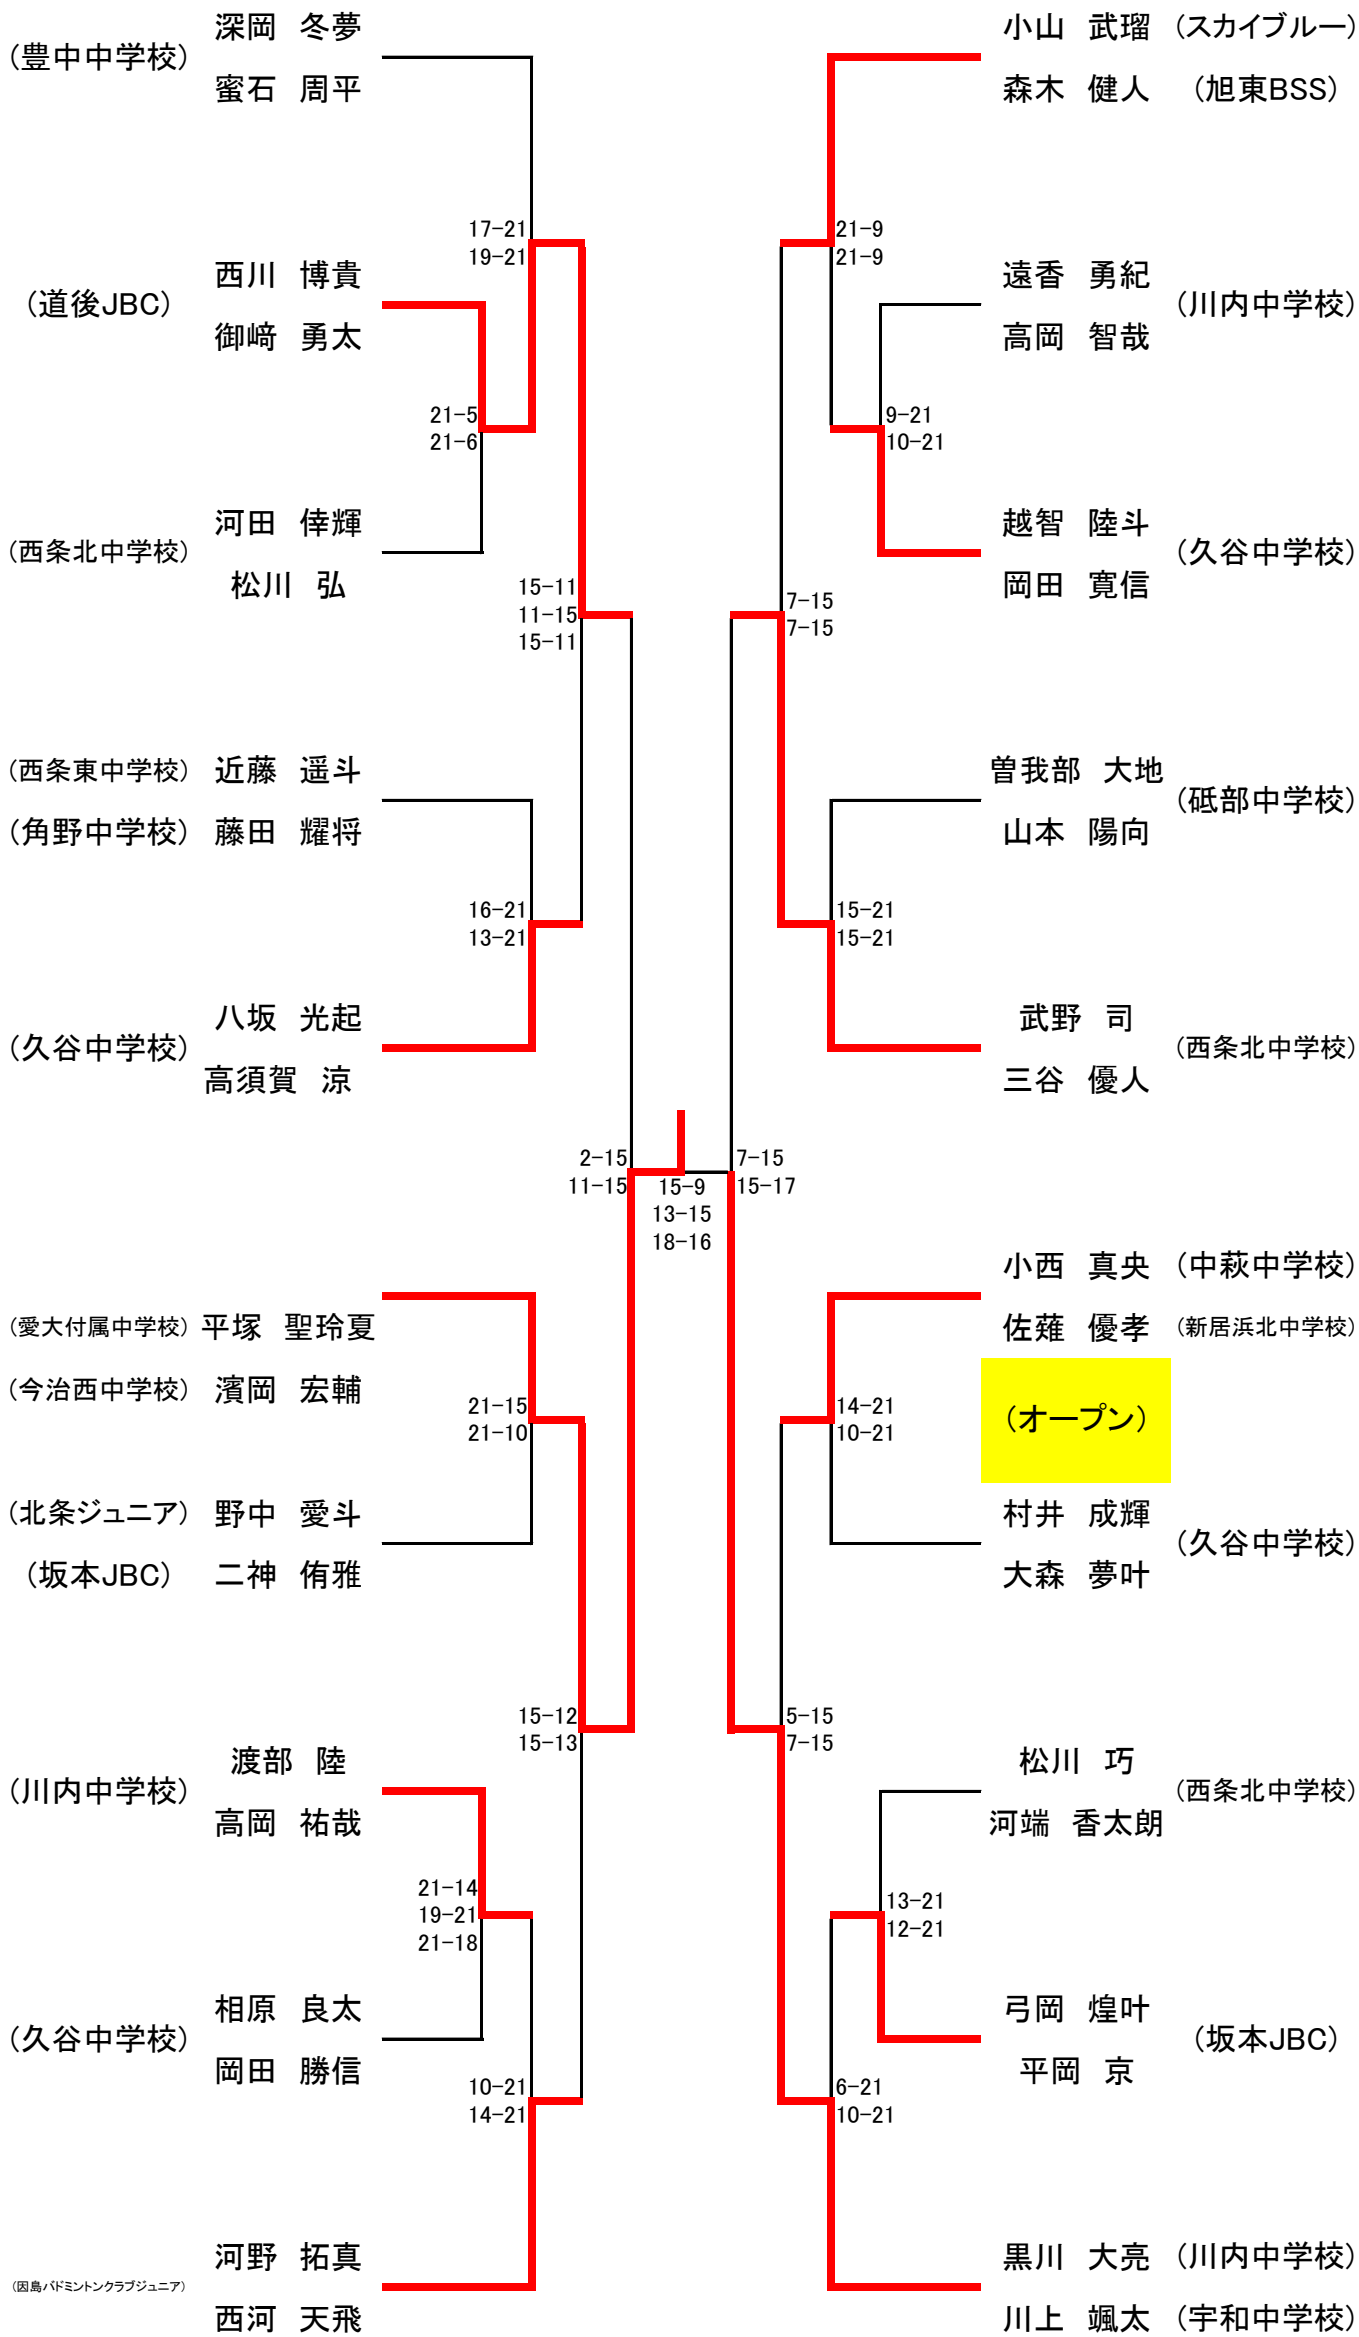 深岡 冬夢
(豊中中学校)
蜜石 周平
17-21
19-21
西川 博貴
(道後JBC)
御﨑 勇太
21-5
21-6
河田 倖輝
(西条北中学校)
松川 弘
15-11
11-15
15-11
(西条東中学校) 近藤 遥斗
(角野中学校) 藤田 耀将
16-21
13-21
八坂 光起
(久谷中学校)
高須賀 涼
2-15
11-15
(愛大付属中学校) 平塚 聖玲夏
(今治西中学校) 濱岡 宏輔
21-15
21-10
(北条ジュニア) 野中 愛斗
(坂本JBC) 二神 侑雅
15-12
15-13
渡部 陸
(川内中学校)
高岡 祐哉
21-14
19-21
21-18
相原 良太
(久谷中学校)
岡田 勝信
10-21
14-21
河野 拓真
(因島バドミントンクラブジュニア)
西河 天飛
15-9
13-15
18-16
小山 武瑠 (スカイブルー)
森木 健人 (旭東BSS)
21-9
21-9
遠香 勇紀
(川内中学校)
高岡 智哉
9-21
10-21
越智 陸斗
(久谷中学校)
岡田 寛信
7-15
7-15
曽我部 大地
(砥部中学校)
山本 陽向
15-21
15-21
武野 司
(西条北中学校)
三谷 優人
7-15
15-17
小西 真央 (中萩中学校)
佐薙 優孝 (新居浜北中学校)
(オープン)
14-21
10-21
村井 成輝
(久谷中学校)
大森 夢叶
5-15
7-15
松川 巧
(西条北中学校)
河端 香太朗
13-21
12-21
弓岡 煌叶
(坂本JBC)
平岡 京
6-21
10-21
黒川 大亮 (川内中学校)
川上 颯太 (宇和中学校)